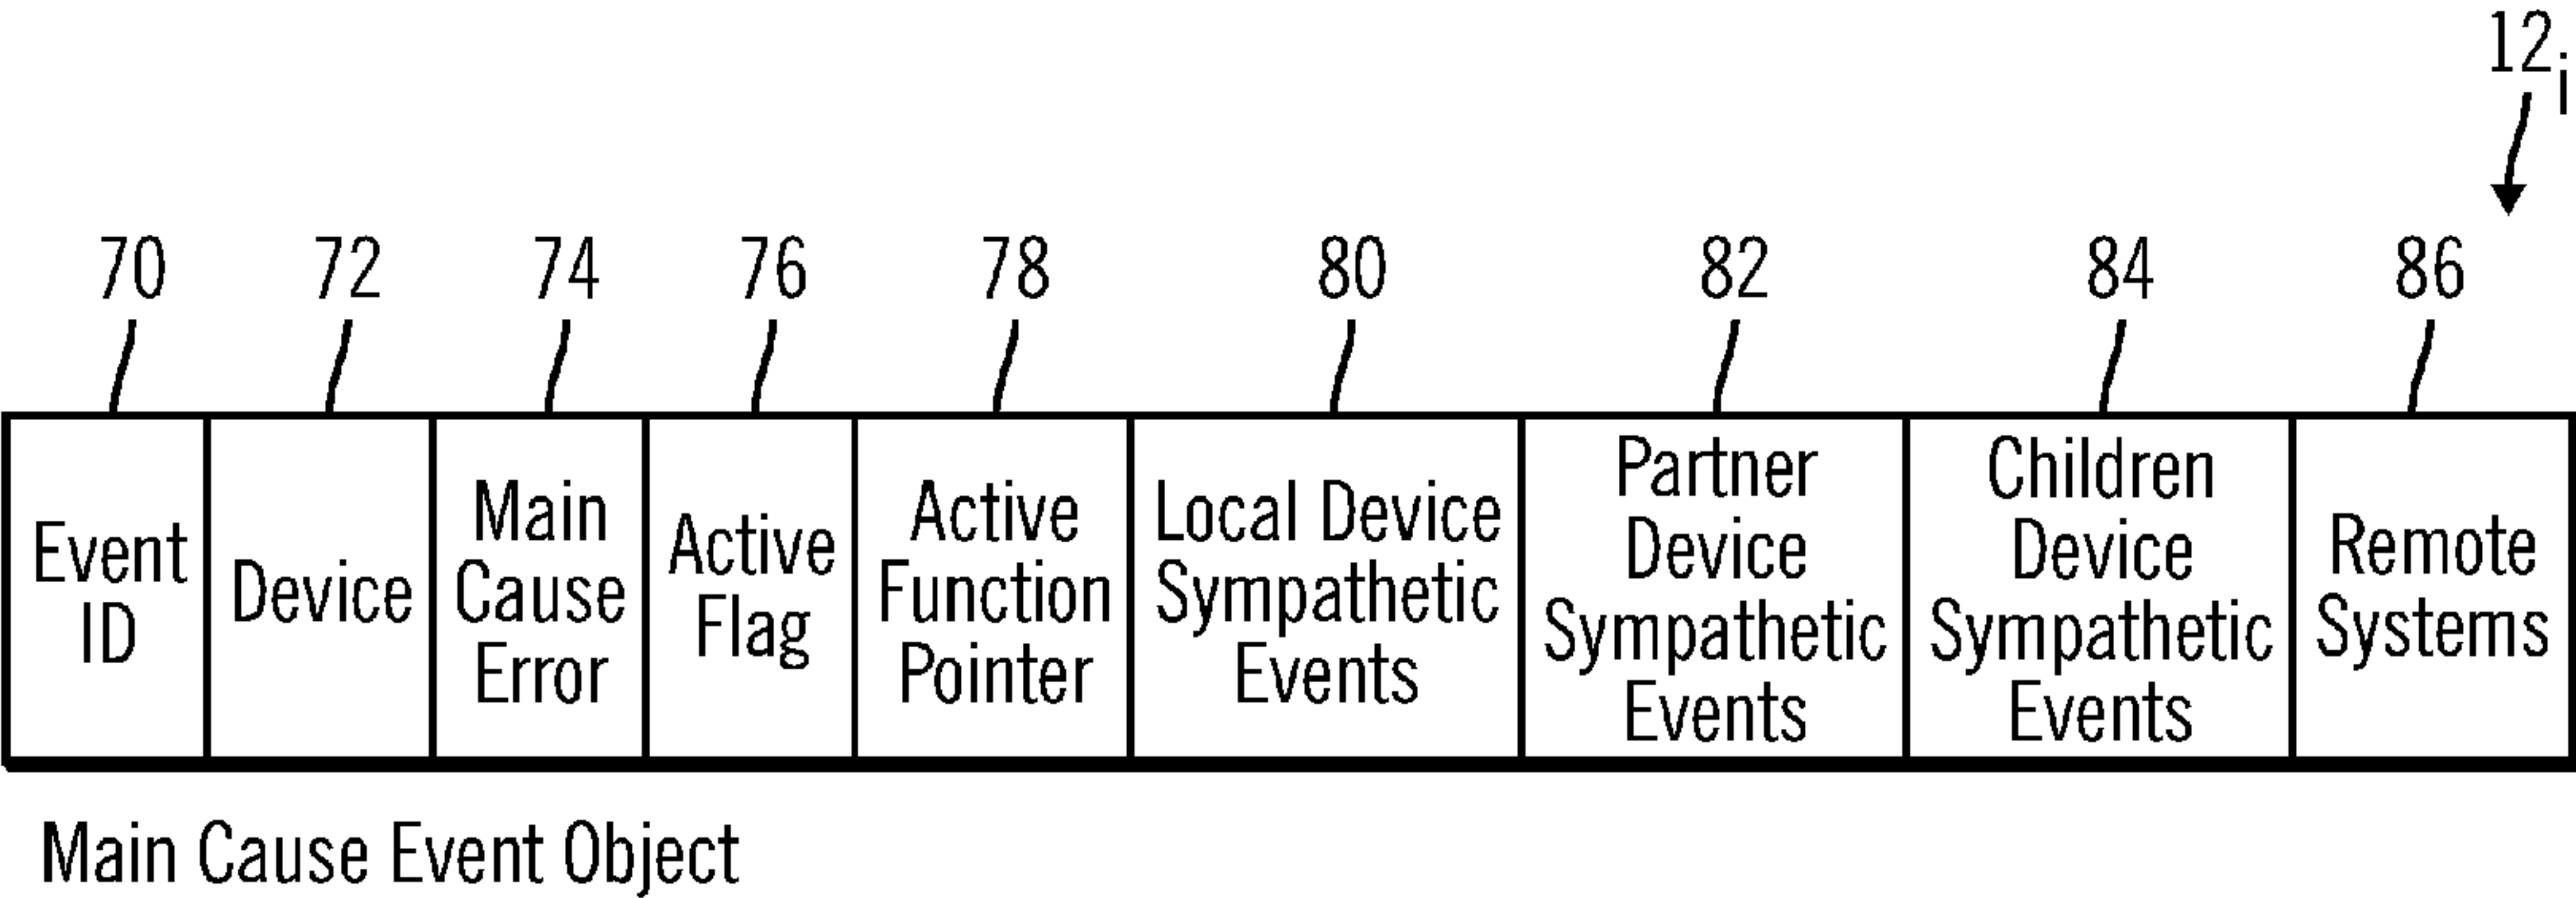 12i
70 72 74 76 78 80 82 84 86
Event
ID
Device
Main
Cause
Error
Active
Flag
Active
Function
Pointer
Local Device
Sympathetic
Events
Partner
Device
Sympathetic
Events
Children
Device
Sympathetic
Events
Remote
Systems
Main Cause Event Object